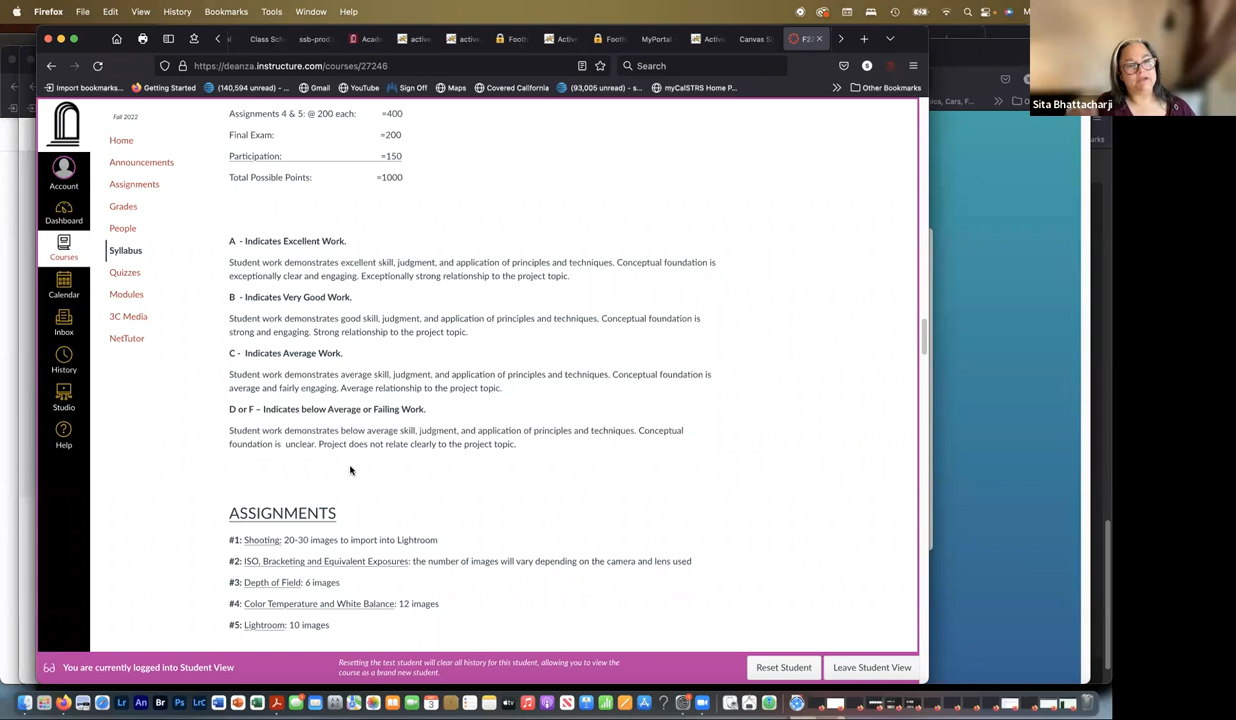 Firefox File Edit View History Bookmarks Tools Window Help
Class Sch ssb-prod. Acade active active Footh Active Footh MyPortal Active Canvas St F22
https://deanza.instructure.com/courses/27246
Search
Import bookmarks... Getting Started (140,594 unread) - ... Gmail YouTube Sign Off Maps Covered California (93,005 unread) - s... myCalSTRS Home P... Other Bookmarks
Sita Bhattacharji
Account
Dashboard
Courses
Calendar
Inbox
History
Studio
Help
Fall 2022
Home
Announcements
Assignments
Grades
People
Syllabus
Quizzes
Modules
3C Media
NetTutor
Assignments 4 & 5: @ 200 each: =400
Final Exam: =200
Participation: =150
Total Possible Points: =1000
A - Indicates Excellent Work.
Student work demonstrates excellent skill, judgment, and application of principles and techniques. Conceptual foundation is
exceptionally clear and engaging. Exceptionally strong relationship to the project topic.
B - Indicates Very Good Work.
Student work demonstrates good skill, judgment, and application of principles and techniques. Conceptual foundation is
strong and engaging. Strong relationship to the project topic.
C - Indicates Average Work.
Student work demonstrates average skill, judgment, and application of principles and techniques. Conceptual foundation is
average and fairly engaging. Average relationship to the project topic.
D or F – Indicates below Average or Failing Work.
Student work demonstrates below average skill, judgment, and application of principles and techniques. Conceptual
foundation is unclear. Project does not relate clearly to the project topic.
ASSIGNMENTS
#1: Shooting: 20-30 images to import into Lightroom
#2: ISO, Bracketing and Equivalent Exposures: the number of images will vary depending on the camera and lens used
#3: Depth of Field: 6 images
#4: Color Temperature and White Balance: 12 images
#5: Lightroom: 10 images
You are currently logged into Student View
Resetting the test student will clear all history for this student, allowing you to view the
course as a brand new student.
Reset Student
Leave Student View